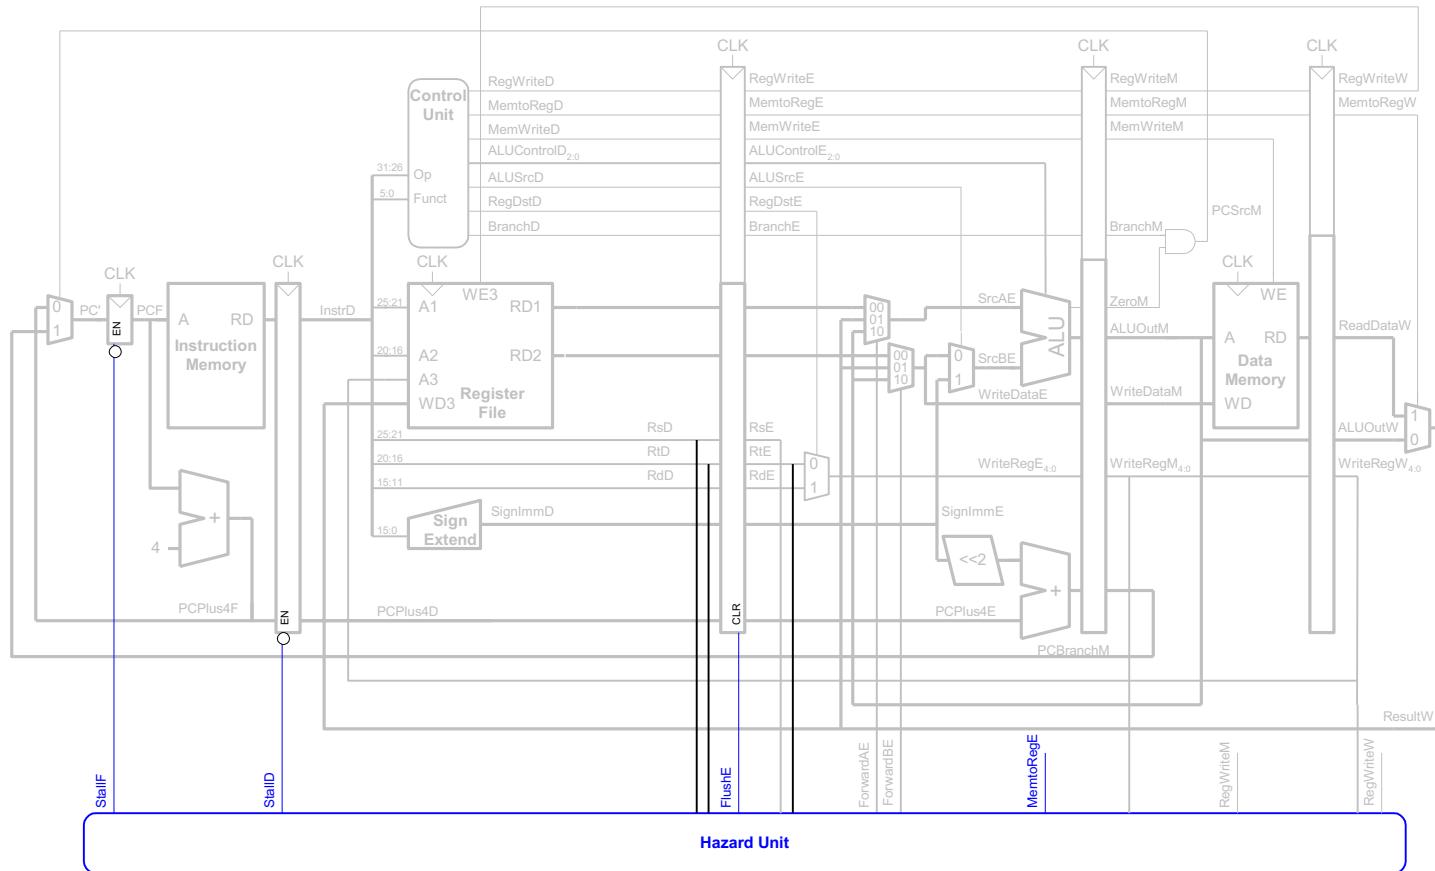 CLK CLK CLK
RegWriteD RegWriteE RegWriteM RegWriteW
Control Unit
MemtoRegD MemtoRegE MemtoRegM MemtoRegW
MemWriteD MemWriteE MemWriteM
ALUControlD2:0 ALUControlE2:0
31:26 Op ALUSrcD ALUSrcE
5:0 Funct RegDstD RegDstE PCSrcM
BranchD BranchE BranchM
CLK CLK CLK CLK
0 PC' PCF A RD InstrD 25:21 A1 WE3 RD1 00 SrcAE ZeroM WE
1 EN 01 ALUOutM ReadDataW
Instruction Memory 10 ALU A RD
20:16 A2 RD2 00 0 SrcBE Data Memory
A3 01 1
WD3 Register File 10 WriteDataE WriteDataM WD 1
25:21 RsD RsE ALUOutW 0
20:16 RtD RtE 0 WriteRegE4:0 WriteRegM4:0 WriteRegW4:0
15:11 RdD RdE 1
+ Sign Extend SignImmD SignImmE
15:0
4 <<2
+
PCPlus4F EN PCPlus4D CLR PCPlus4E
PCBranchM
ResultW
StallF StallD FlushE ForwardAE ForwardBE MemtoRegE RegWriteM RegWriteW
Hazard Unit